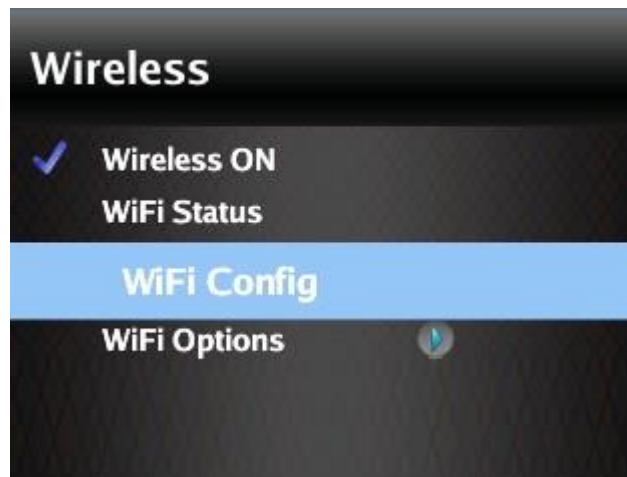 Wireless
Wireless ON
WiFi Status
WiFi Config
WiFi Options